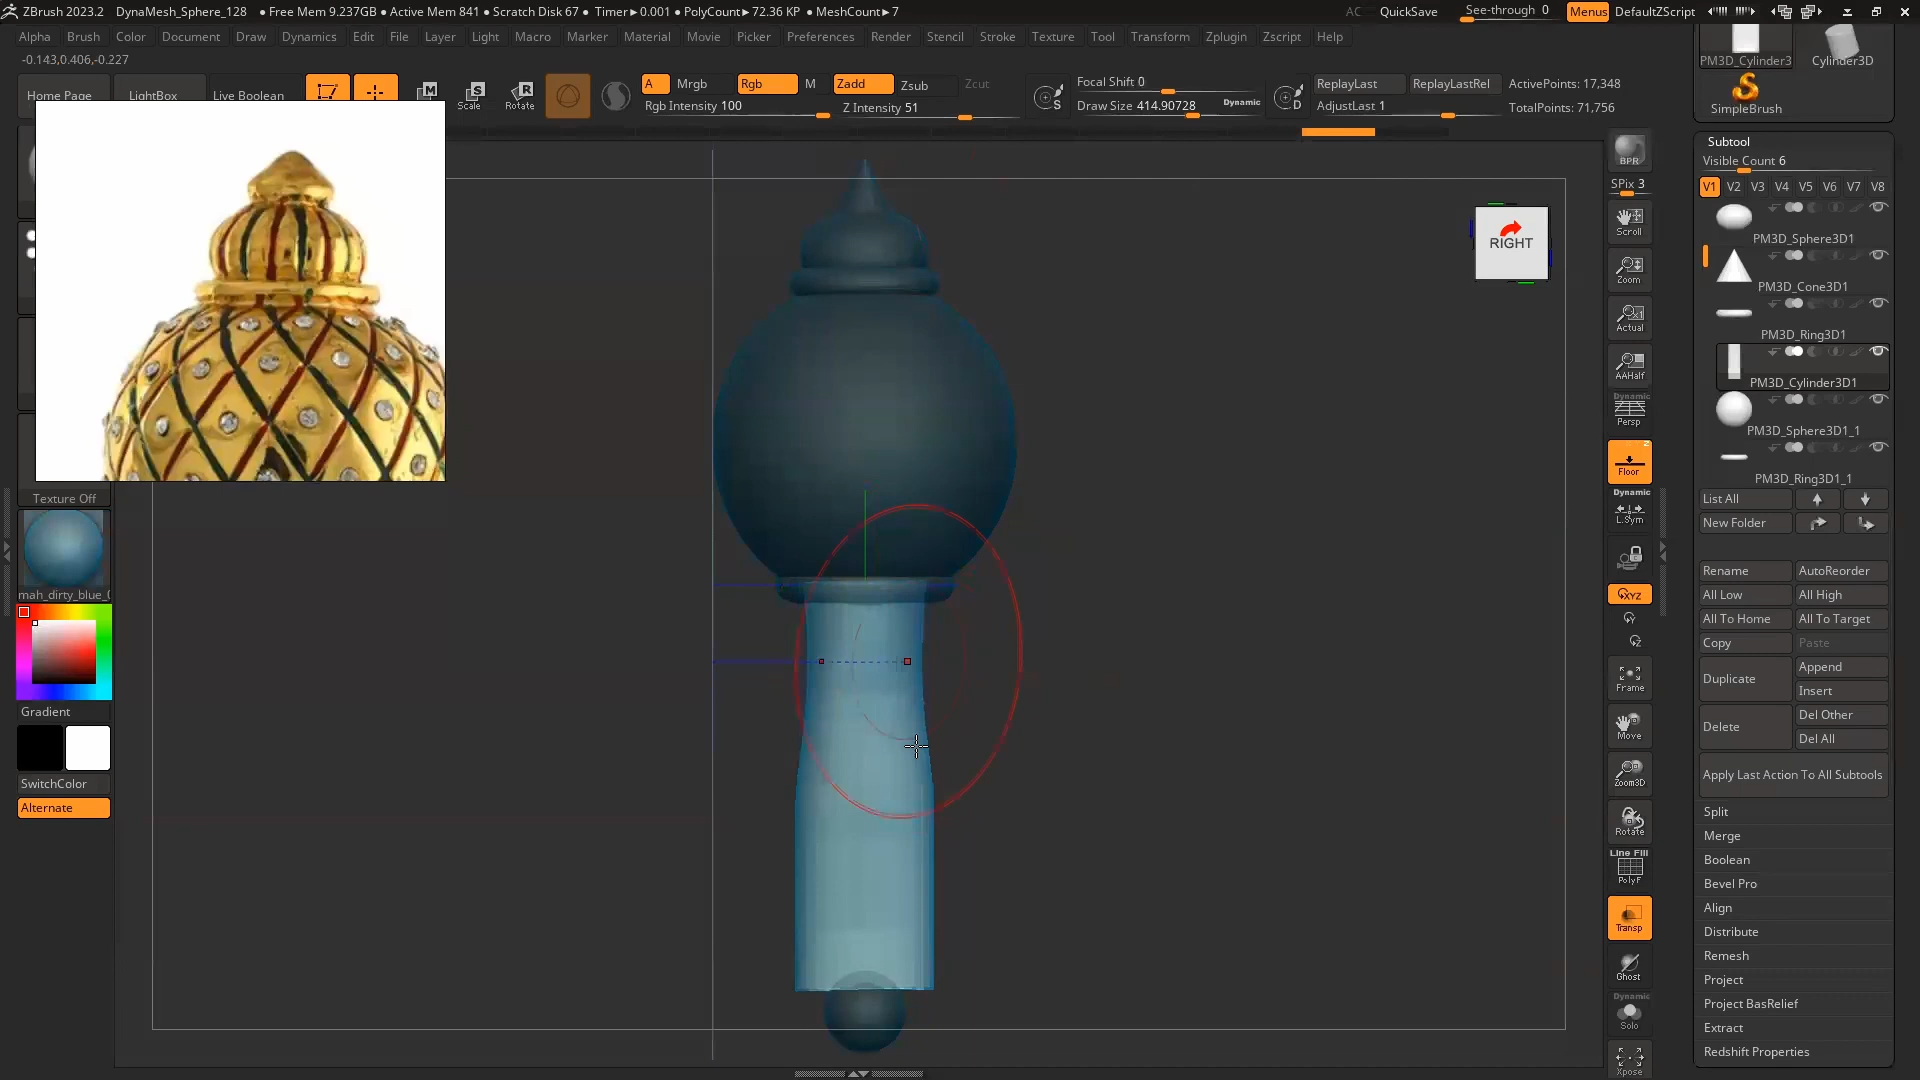 ZBrush 2023.2 DynaMesh_Sphere_128 ● Free Mem 9.237GB ● Active Mem 841 ● Scratch Disk 67 ● Timer▸0.001 ● PolyCount▸72.36 KP ● MeshCount▸7 AC QuickSave See-through 0 Menus DefaultZScript
Alpha Brush Color Document Draw Dynamics Edit File Layer Light Macro Marker Material Movie Picker Preferences Render Stencil Stroke Texture Tool Transform Zplugin Zscript Help
-0.143,0.406,-0.227
Home Page LightBox Live Boolean
M S Scale R Rotate
A Mrgb Rgb M Zadd Zsub Zcut
Rgb Intensity 100 Z Intensity 51
S Focal Shift 0
Draw Size 414.90728 Dynamic
D ReplayLast ReplayLastRel
AdjustLast 1
ActivePoints: 17,348
TotalPoints: 71,756
Texture Off
mah_dirty_blue_
Gradient
SwitchColor
Alternate
RIGHT
BPR
SPix 3
Scroll
Zoom
Actual
AAHalf
Dynamic
Persp
Floor
Dynamic
L.Sym
XYZ
Frame
Move
Zoom3D
Rotate
Line Fill
PolyF
Transp
Ghost
Dynamic
Solo
Xpose
PM3D_Cylinder3 Cylinder3D
SimpleBrush
Subtool
Visible Count 6
V1 V2 V3 V4 V5 V6 V7 V8
PM3D_Sphere3D1
PM3D_Cone3D1
PM3D_Ring3D1
PM3D_Cylinder3D1
PM3D_Sphere3D1_1
PM3D_Ring3D1_1
List All
New Folder
Rename AutoReorder
All Low All High
All To Home All To Target
Copy Paste
Duplicate Append
Insert
Delete Del Other
Del All
Apply Last Action To All Subtools
Split
Merge
Boolean
Bevel Pro
Align
Distribute
Remesh
Project
Project BasRelief
Extract
Redshift Properties